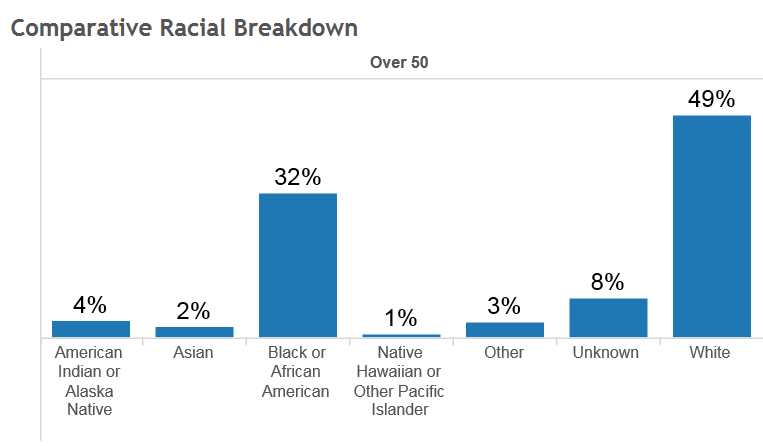 Comparative Racial Breakdown
Over 50
49%
32%
8%
4%
2%
3%
1%
American
Indian or
Alaska
Native
Asian
Black or
African
American
Native
Hawaiian or
Other Pacific
Islander
Other
Unknown
White